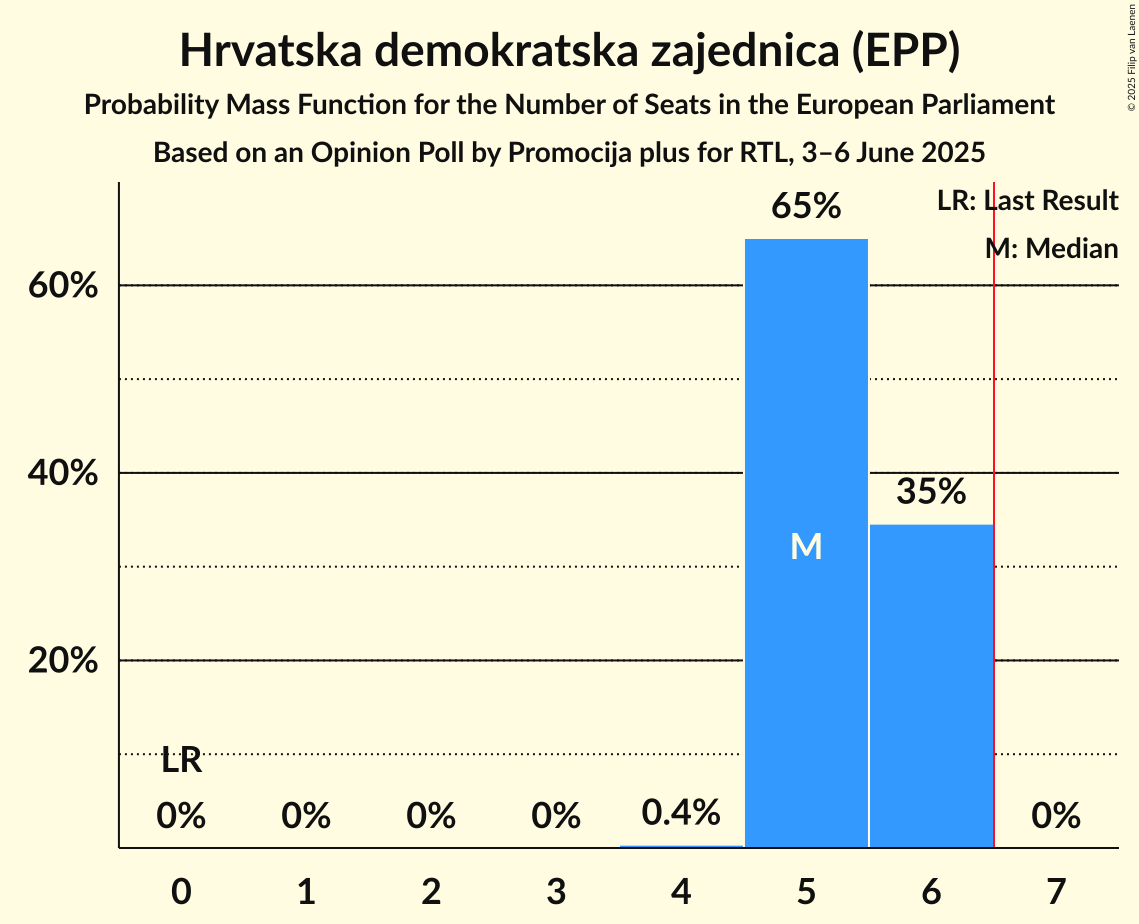 Hrvatska demokratska zajednica (EPP)
Probability Mass Function for the Number of Seats in the European Parliament
Based on an Opinion Poll by Promocija plus for RTL, 3–6 June 2025
© 2025 Filip van Laenen
LR: Last Result
M: Median
60%
40%
20%
65%
35%
M
LR
0%
0%
0%
0%
0.4%
0%
0
1
2
3
4
5
6
7